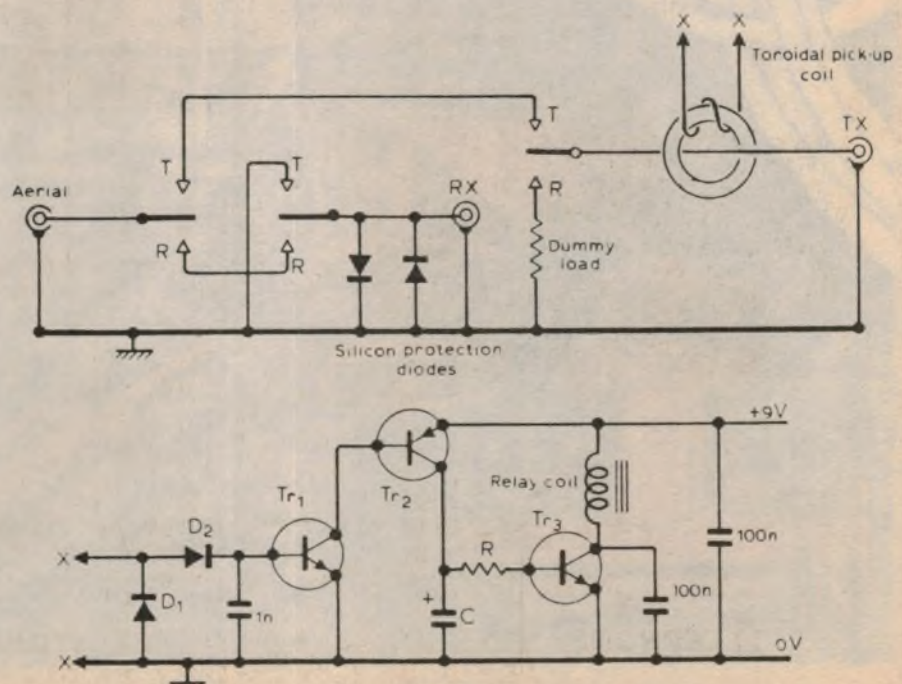 X X
Toroidal pick-up
coil
T T
TX
Aerial
T T
RX
R
R R
Dummy
load
Silicon protection
diodes
+9V
Relay coil
Tr1 Tr2
Tr3
D2
100n
X
R
D1
1n
+
C
100n
X
0V